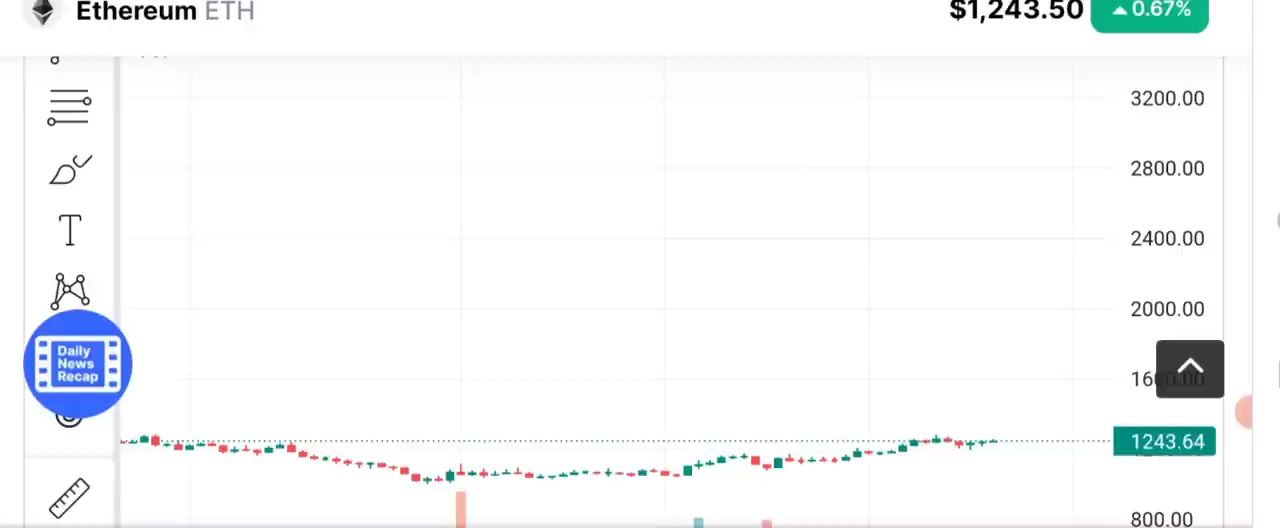 Ethereum ETH
$1,243.50
0.67%
3200.00
2800.00
2400.00
T
2000.00
Daily
News
Recap
1243.64
800.00